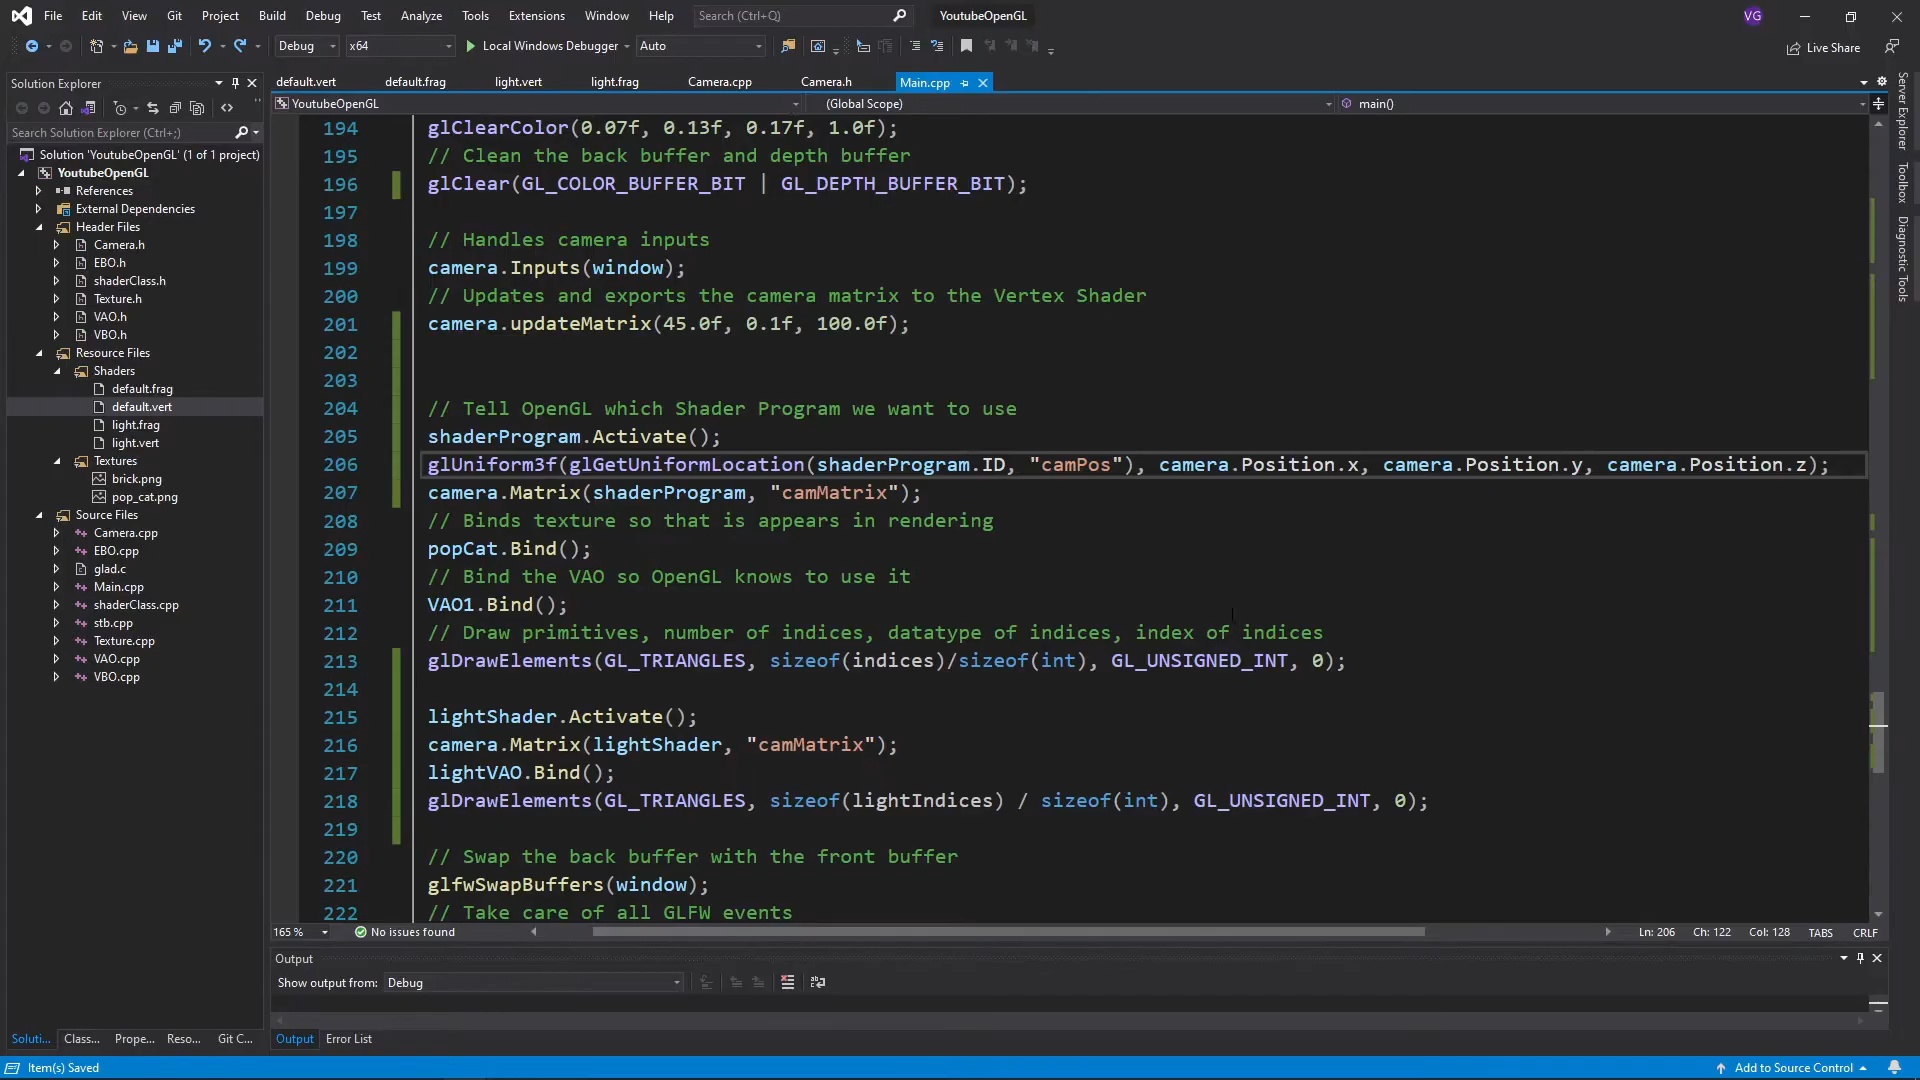 File Edit View Git Project Build Debug Test Analyze Tools Extensions Window Help Search (Ctrl+Q) YoutubeOpenGL VG
Debug x64 Local Windows Debugger Auto Live Share
Solution Explorer
Search Solution Explorer (Ctrl+;)
Solution 'YoutubeOpenGL' (1 of 1 project)
YoutubeOpenGL
References
External Dependencies
Header Files
Camera.h
EBO.h
shaderClass.h
Texture.h
VAO.h
VBO.h
Resource Files
Shaders
default.frag
default.vert
light.frag
light.vert
Textures
brick.png
pop_cat.png
Source Files
Camera.cpp
EBO.cpp
glad.c
Main.cpp
shaderClass.cpp
stb.cpp
Texture.cpp
VAO.cpp
VBO.cpp
Soluti... Class... Prope... Reso... Git C...
default.vert default.frag light.vert light.frag Camera.cpp Camera.h Main.cpp
YoutubeOpenGL (Global Scope) main()
194 glClearColor(0.07f, 0.13f, 0.17f, 1.0f);
195 // Clean the back buffer and depth buffer
196 glClear(GL_COLOR_BUFFER_BIT | GL_DEPTH_BUFFER_BIT);
197
198 // Handles camera inputs
199 camera.Inputs(window);
200 // Updates and exports the camera matrix to the Vertex Shader
201 camera.updateMatrix(45.0f, 0.1f, 100.0f);
202
203
204 // Tell OpenGL which Shader Program we want to use
205 shaderProgram.Activate();
206 glUniform3f(glGetUniformLocation(shaderProgram.ID, "camPos"), camera.Position.x, camera.Position.y, camera.Position.z);
207 camera.Matrix(shaderProgram, "camMatrix");
208 // Binds texture so that is appears in rendering
209 popCat.Bind();
210 // Bind the VAO so OpenGL knows to use it
211 VAO1.Bind();
212 // Draw primitives, number of indices, datatype of indices, index of indices
213 glDrawElements(GL_TRIANGLES, sizeof(indices)/sizeof(int), GL_UNSIGNED_INT, 0);
214
215 lightShader.Activate();
216 camera.Matrix(lightShader, "camMatrix");
217 lightVAO.Bind();
218 glDrawElements(GL_TRIANGLES, sizeof(lightIndices) / sizeof(int), GL_UNSIGNED_INT, 0);
219
220 // Swap the back buffer with the front buffer
221 glfwSwapBuffers(window);
222 // Take care of all GLFW events
165 % No issues found Ln: 206 Ch: 122 Col: 128 TABS CRLF
Output
Show output from: Debug
Output Error List
Server Explorer
Toolbox
Diagnostic Tools
Item(s) Saved Add to Source Control